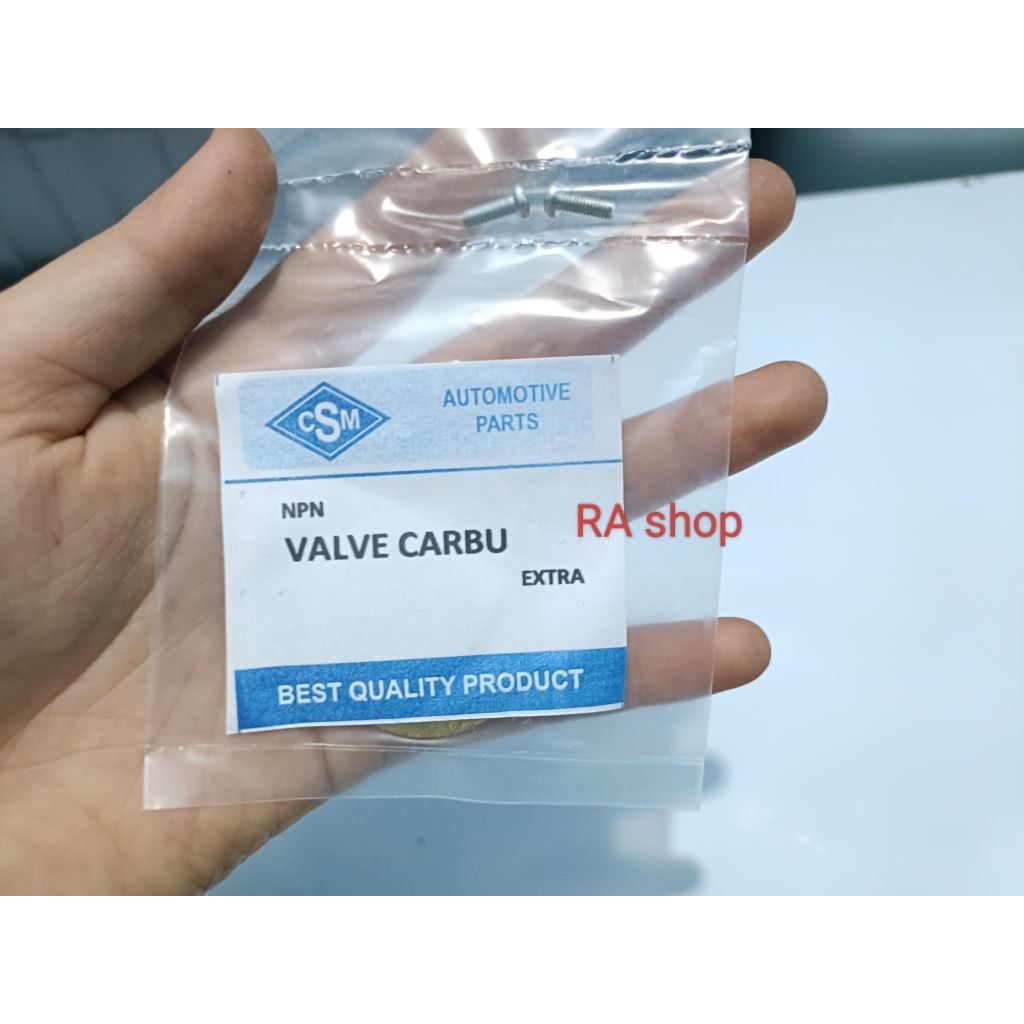 CSM
AUTOMOTIVE
PARTS
NPN
VALVE CARBU
EXTRA
RA shop
BEST QUALITY PRODUCT